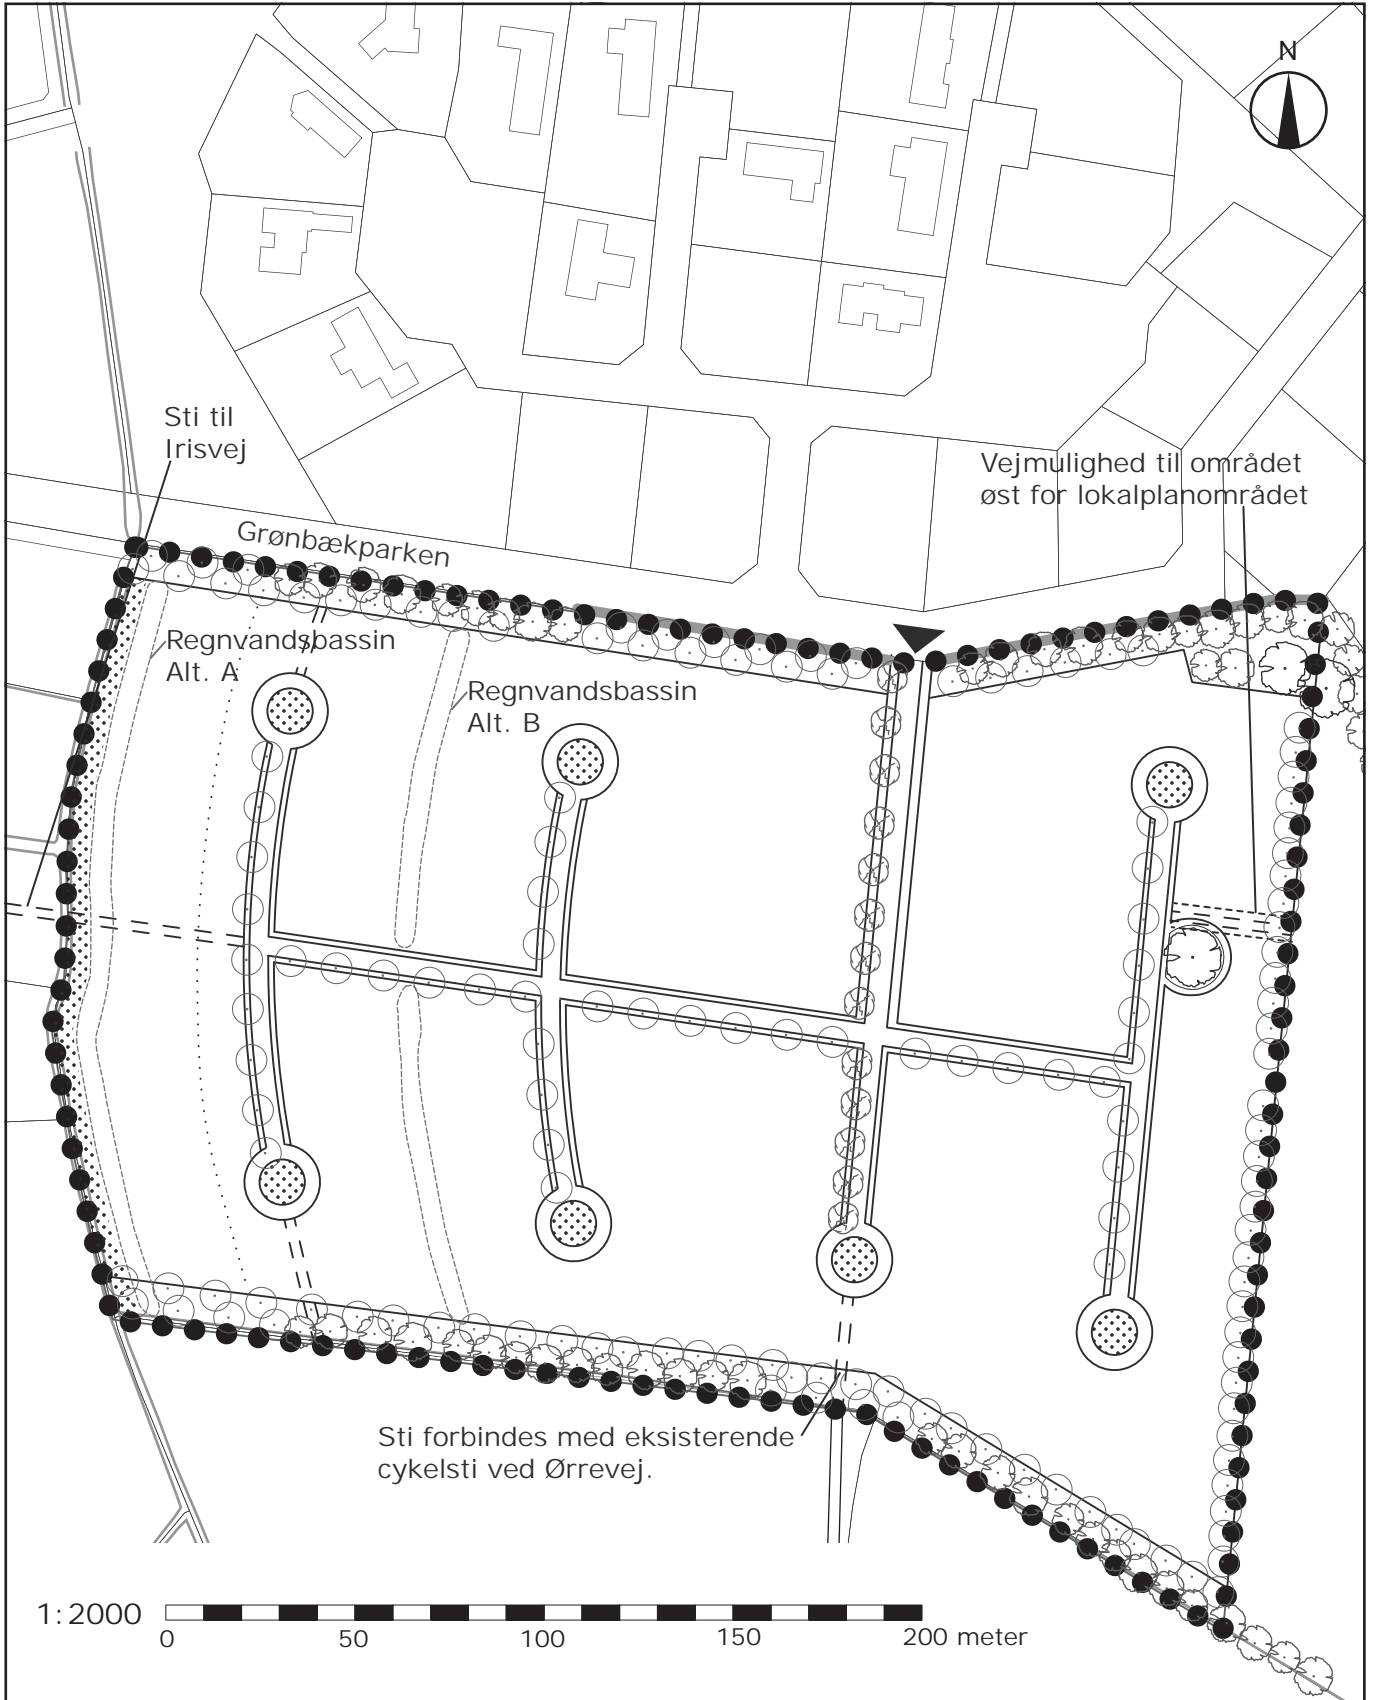 N
Sti til
Irisvej
Vejmulighed til området
øst for lokalplanområdet
Grønbækparken
Regnvandsbassin
Alt. A
Regnvandsbassin
Alt. B
Sti forbindes med eksisterende
cykelsti ved Ørrevej.
1:2000
0 50 100 150 200 meter